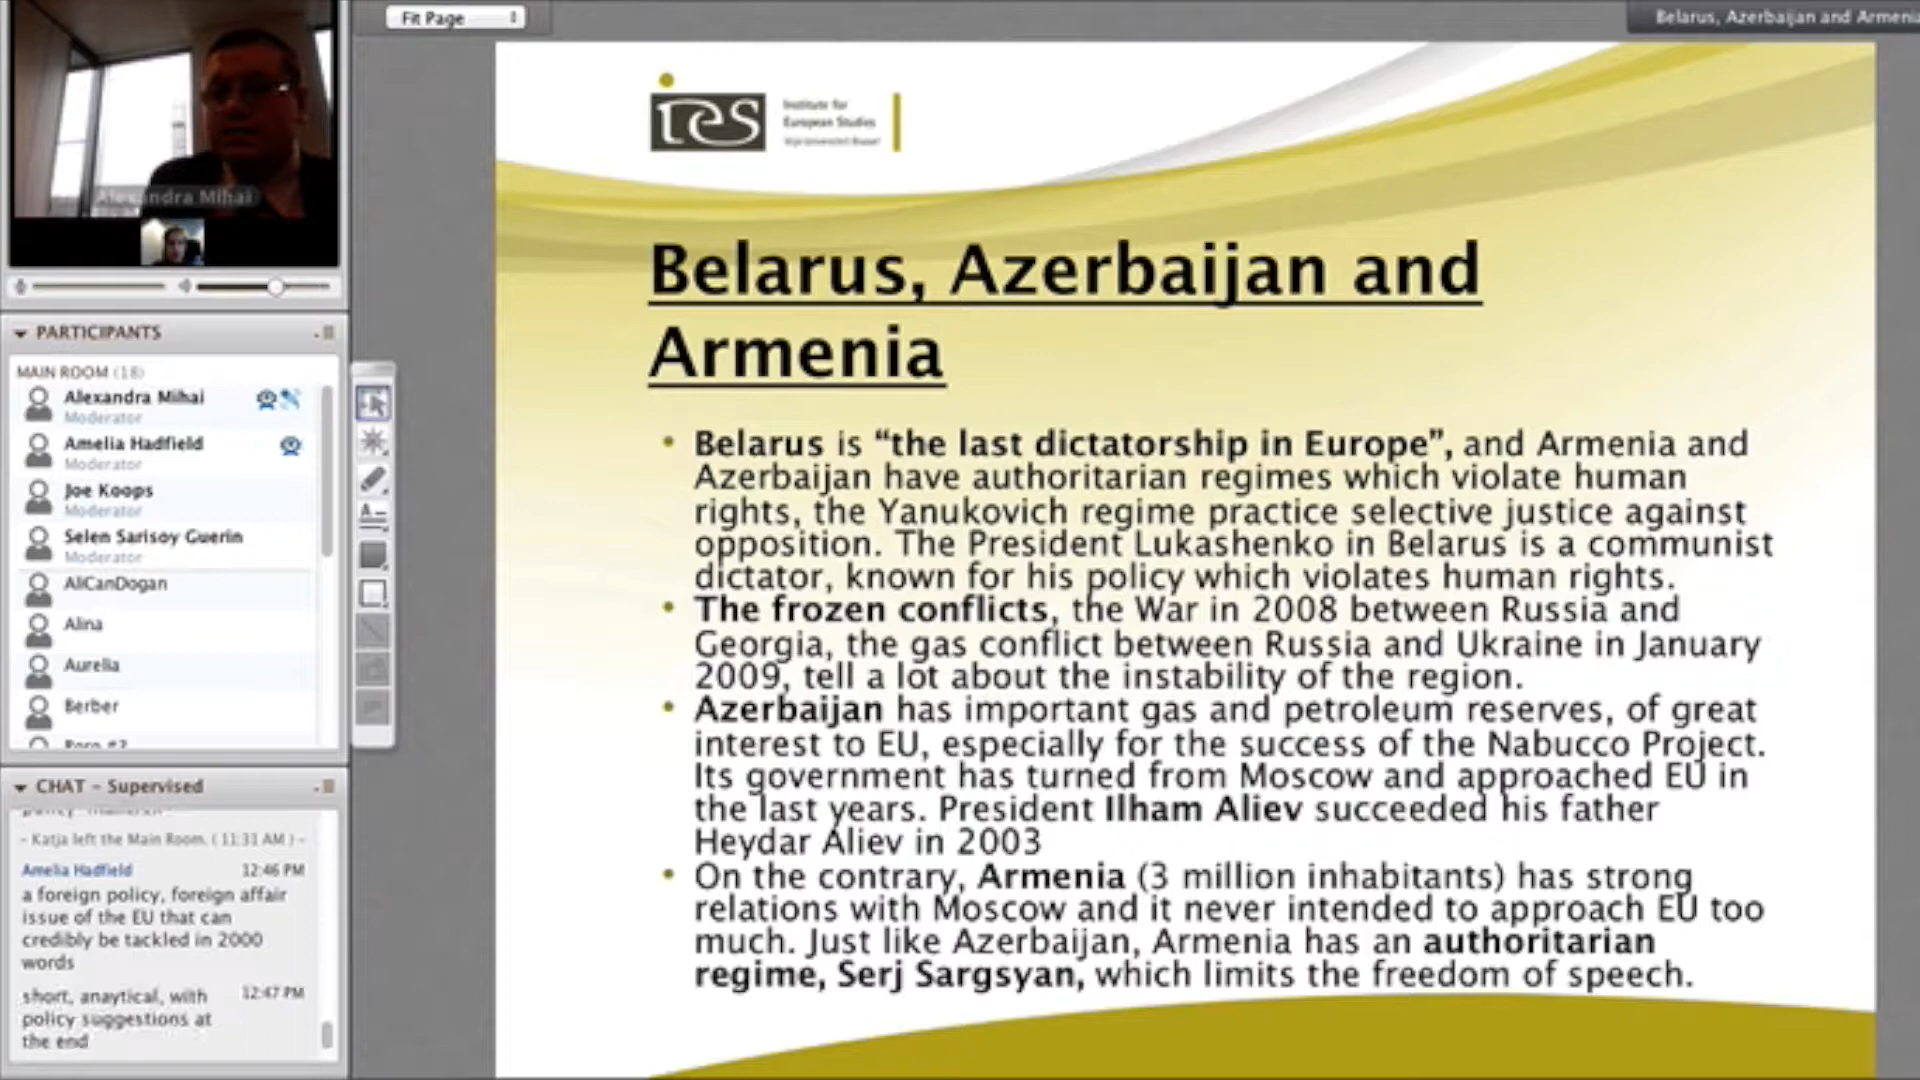 Fit Page
Belarus, Azerbaijan and Armenia
Alexandra Mihai
PARTICIPANTS
MAIN ROOM (18)
Alexandra Mihai
Moderator
Amelia Hadfield
Moderator
Joe Koops
Moderator
Selen Sarisoy Guerin
Moderator
AliCanDogan
Alina
Aurelia
Berber
CHAT - Supervised
- Katja left the Main Room. ( 11:31 AM ) -
Amelia Hadfield 12:46 PM
a foreign policy, foreign affair
issue of the EU that can
credibly be tackled in 2000
words
short, anaytical, with 12:47 PM
policy suggestions at
the end
ies
Institute for
European Studies
Belarus, Azerbaijan and
Armenia
• Belarus is “the last dictatorship in Europe”, and Armenia and
Azerbaijan have authoritarian regimes which violate human
rights, the Yanukovich regime practice selective justice against
opposition. The President Lukashenko in Belarus is a communist
dictator, known for his policy which violates human rights.
• The frozen conflicts, the War in 2008 between Russia and
Georgia, the gas conflict between Russia and Ukraine in January
2009, tell a lot about the instability of the region.
• Azerbaijan has important gas and petroleum reserves, of great
interest to EU, especially for the success of the Nabucco Project.
Its government has turned from Moscow and approached EU in
the last years. President Ilham Aliev succeeded his father
Heydar Aliev in 2003
• On the contrary, Armenia (3 million inhabitants) has strong
relations with Moscow and it never intended to approach EU too
much. Just like Azerbaijan, Armenia has an authoritarian
regime, Serj Sargsyan, which limits the freedom of speech.